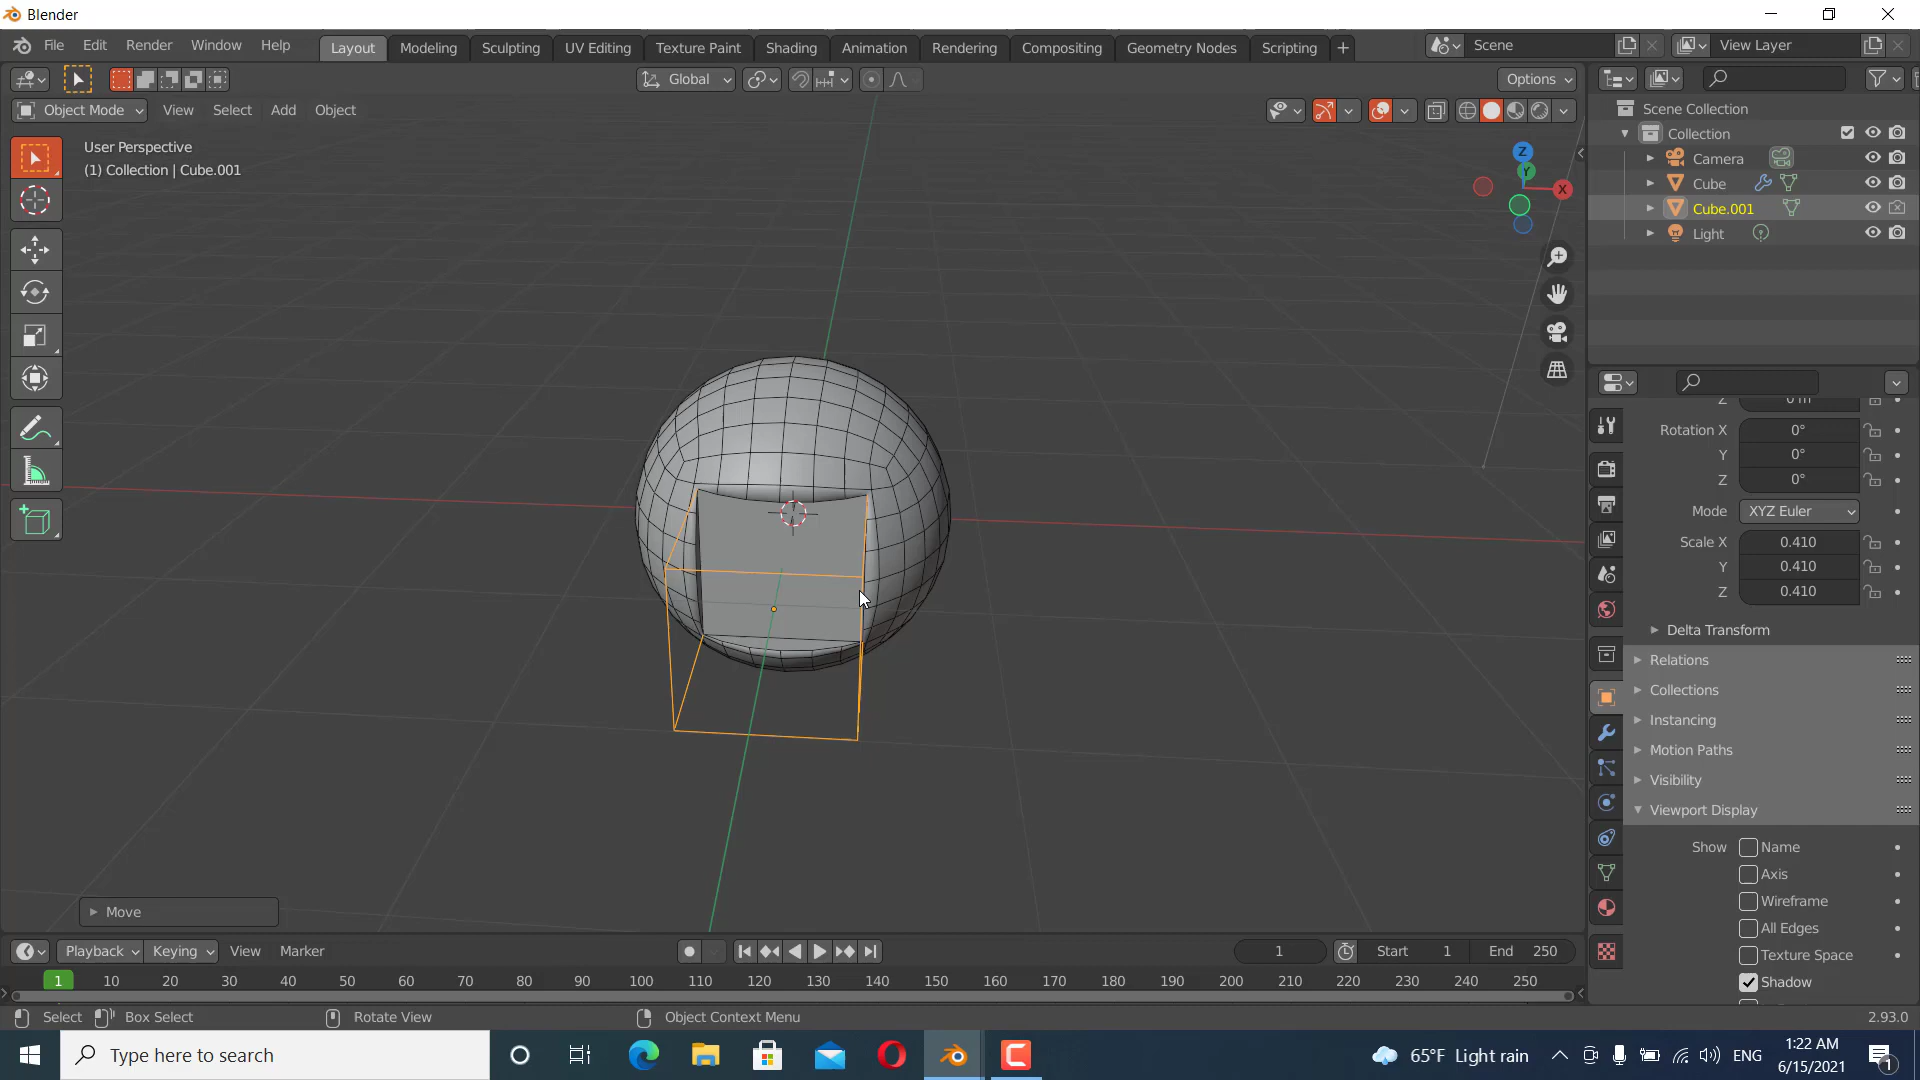 Blender
File Edit Render Window Help
Layout Modeling Sculpting UV Editing Texture Paint Shading Animation Rendering Compositing Geometry Nodes Scripting +
Scene
View Layer
Global
Options
Object Mode View Select Add Object
User Perspective
(1) Collection | Cube.001
Z
Y
X
Scene Collection
Collection
Camera
Cube
Cube.001
Light
Z 0 m
Rotation X 0°
Y 0°
Z 0°
Mode XYZ Euler
Scale X 0.410
Y 0.410
Z 0.410
Delta Transform
Relations
Collections
Instancing
Motion Paths
Visibility
Viewport Display
Show Name
Axis
Wireframe
All Edges
Texture Space
Shadow
Move
Playback Keying View Marker
1 Start 1 End 250
1 10 20 30 40 50 60 70 80 90 100 110 120 130 140 150 160 170 180 190 200 210 220 230 240 250
Select Box Select Rotate View Object Context Menu 2.93.0
Type here to search
65°F Light rain
ENG
1:22 AM
6/15/2021
1